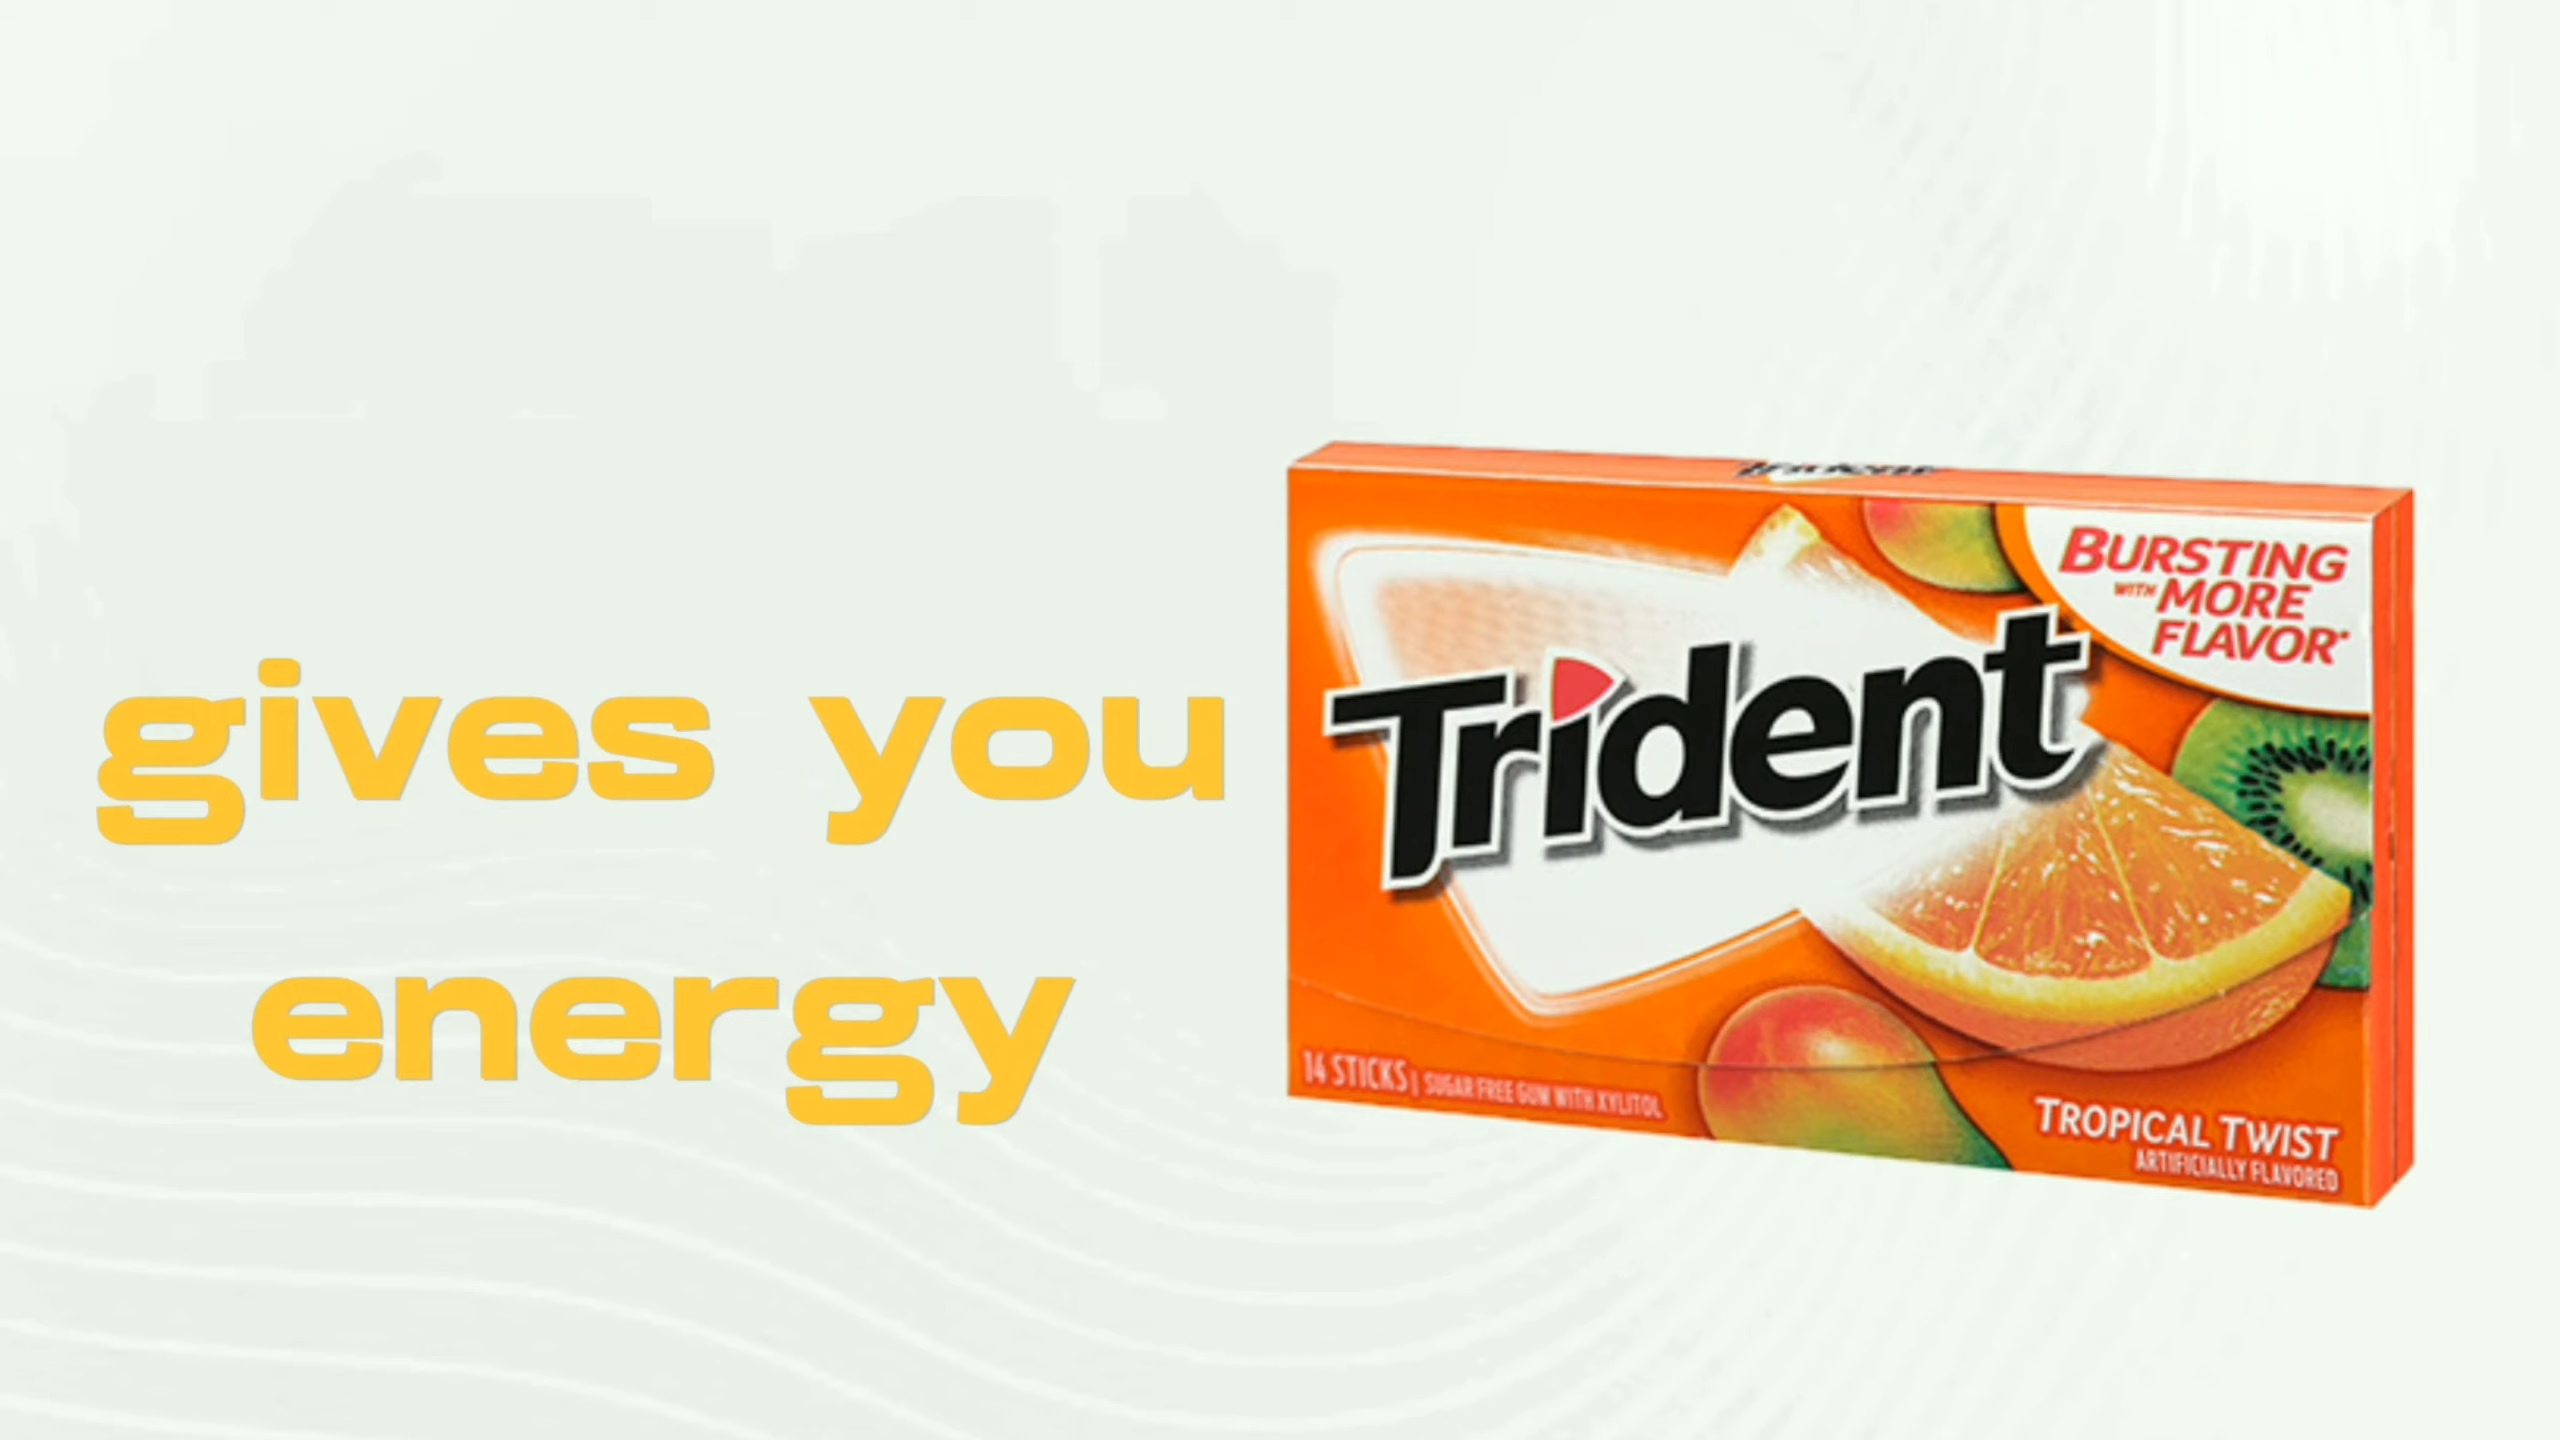 gives you
energy
Trident
BURSTING
WITH MORE
FLAVOR*
Trident
14 STICKS | SUGAR FREE GUM WITH XYLITOL
TROPICAL TWIST
ARTIFICIALLY FLAVORED